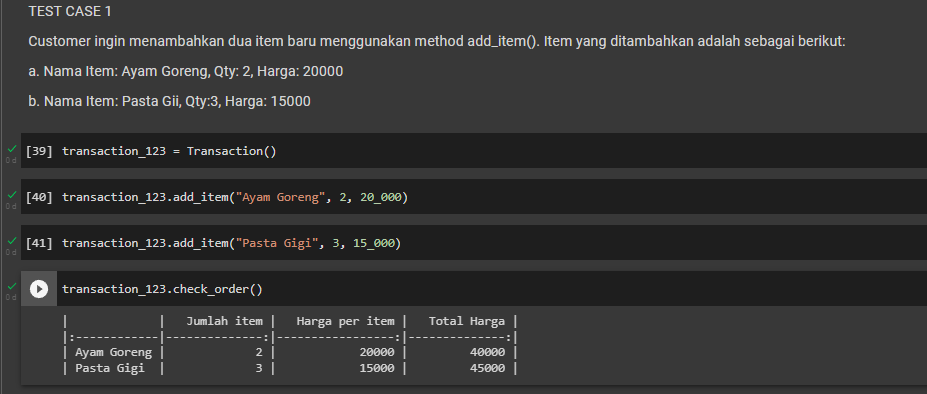 TEST CASE 1
Customer ingin menambahkan dua item baru menggunakan method add_item(). Item yang ditambahkan adalah sebagai berikut:
a. Nama Item: Ayam Goreng, Qty: 2, Harga: 20000
b. Nama Item: Pasta Gii, Qty:3, Harga: 15000
[39] transaction_123 = Transaction()
0 d
[40] transaction_123.add_item("Ayam Goreng", 2, 20_000)
0 d
[41] transaction_123.add_item("Pasta Gigi", 3, 15_000)
0 d
transaction_123.check_order()
0 d
|             |   Jumlah item |   Harga per item |   Total Harga |
|:------------|--------------:|-----------------:|--------------:|
| Ayam Goreng |             2 |            20000 |         40000 |
| Pasta Gigi  |             3 |            15000 |         45000 |